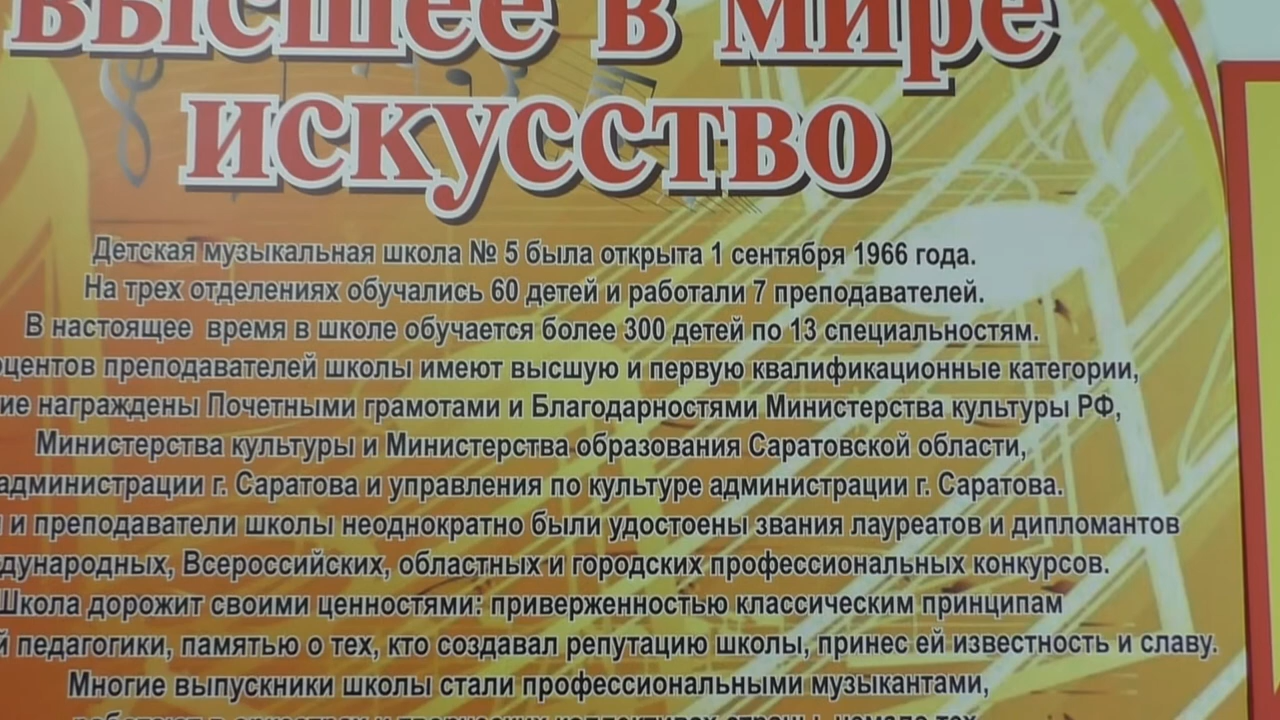 высшее в мире
искусство
Детская музыкальная школа № 5 была открыта 1 сентября 1966 года.
На трех отделениях обучались 60 детей и работали 7 преподавателей.
В настоящее время в школе обучается более 300 детей по 13 специальностям.
преподавателей школы имеют высшую и первую квалификационные категории,
награждены Почетными грамотами и Благодарностями Министерства культуры РФ,
Министерства культуры и Министерства образования Саратовской области,
администрации г. Саратова и управления по культуре администрации г. Саратова.
и преподаватели школы неоднократно были удостоены звания лауреатов и дипломантов
Всероссийских, областных и городских профессиональных конкурсов.
Школа дорожит своими ценностями: приверженностью классическим принципам
педагогики, памятью о тех, кто создавал репутацию школы, принес ей известность и славу.
Многие выпускники школы стали профессиональными музыкантами,